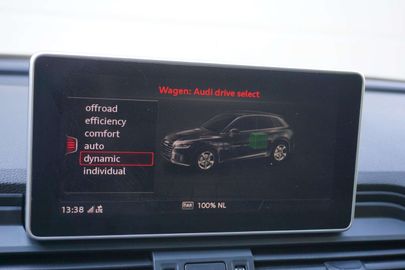 Wagen: Audi drive select
offroad
efficiency
comfort
auto
dynamic
individual
13:38
100% NL